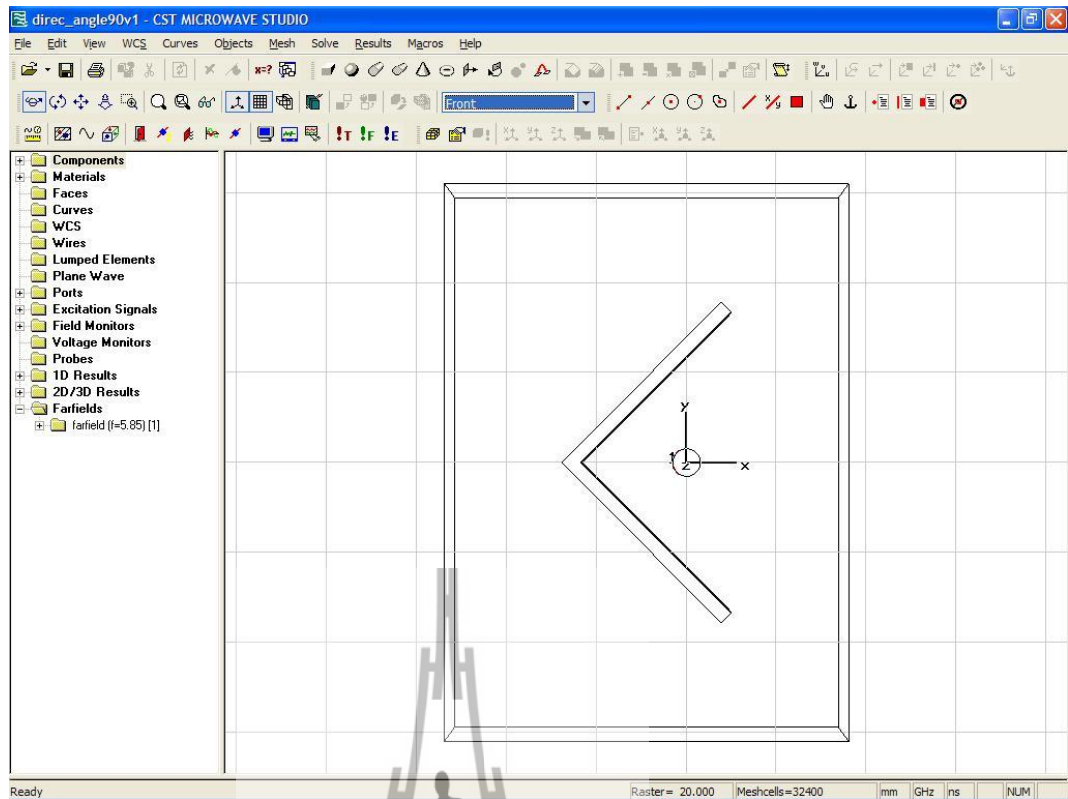 direc_angle90v1 - CST MICROWAVE STUDIO
File Edit View WCS Curves Objects Mesh Solve Results Macros Help
Front
Components
Materials
Faces
Curves
WCS
Wires
Lumped Elements
Plane Wave
Ports
Excitation Signals
Field Monitors
Voltage Monitors
Probes
1D Results
2D/3D Results
Farfields
farfield (f=5.85) [1]
y
1 z x
Ready Raster= 20.000 Meshcells=32400 mm GHz ns NUM